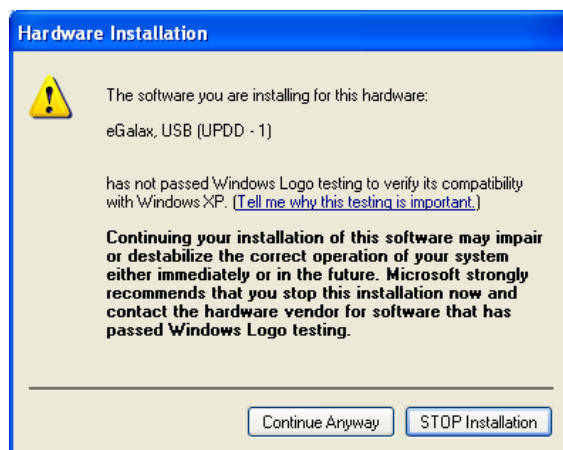 Hardware Installation
The software you are installing for this hardware:
eGalax, USB (UPDD - 1)
has not passed Windows Logo testing to verify its compatibility
with Windows XP. (Tell me why this testing is important.)
Continuing your installation of this software may impair
or destabilize the correct operation of your system
either immediately or in the future. Microsoft strongly
recommends that you stop this installation now and
contact the hardware vendor for software that has
passed Windows Logo testing.
Continue Anyway STOP Installation